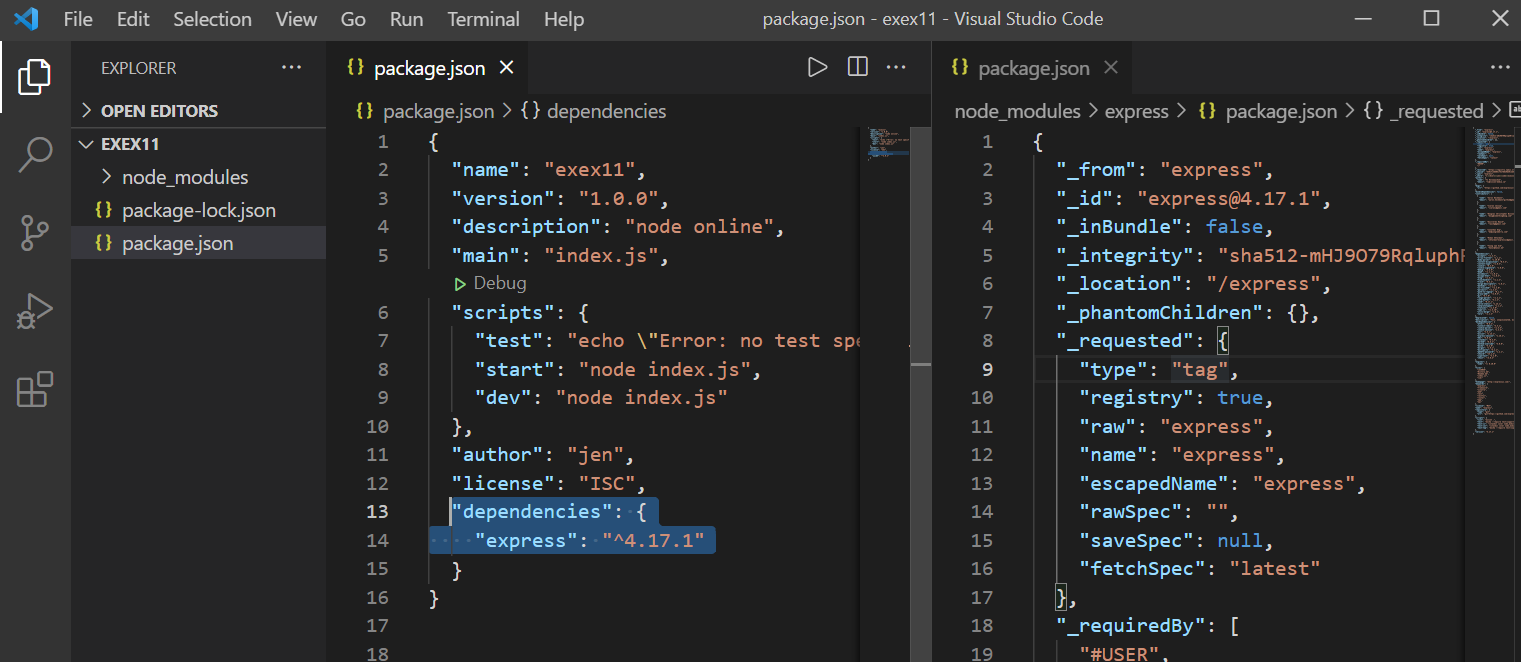 File Edit Selection View Go Run Terminal Help package.json - exex11 - Visual Studio Code
EXPLORER
OPEN EDITORS
EXEX11
node_modules
{} package-lock.json
{} package.json
{} package.json
{} package.json > {} dependencies
1 {
2 "name": "exex11",
3 "version": "1.0.0",
4 "description": "node online",
5 "main": "index.js",
Debug
6 "scripts": {
7 "test": "echo \"Error: no test spe
8 "start": "node index.js",
9 "dev": "node index.js"
10 },
11 "author": "jen",
12 "license": "ISC",
13 "dependencies": {
14 "express": "^4.17.1"
15 }
16 }
17
18
{} package.json
node_modules > express > {} package.json > {} _requested >
1 {
2 "_from": "express",
3 "_id": "express@4.17.1",
4 "_inBundle": false,
5 "_integrity": "sha512-mHJ9O79Rqluph
6 "_location": "/express",
7 "_phantomChildren": {},
8 "_requested": {
9 "type": "tag",
10 "registry": true,
11 "raw": "express",
12 "name": "express",
13 "escapedName": "express",
14 "rawSpec": "",
15 "saveSpec": null,
16 "fetchSpec": "latest"
17 },
18 "_requiredBy": [
19 "#USER",